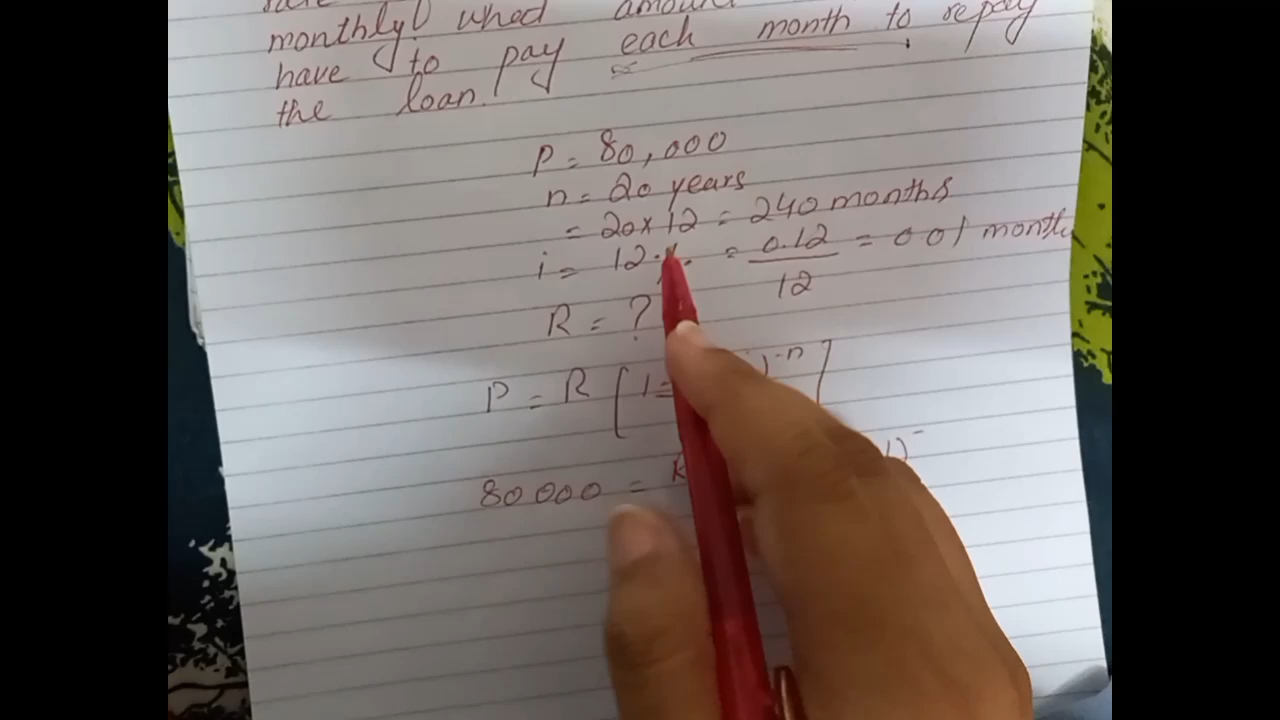 monthly. What amount
have to pay each month to repay
the loan.
P = 80,000
n = 20 years
= 20 x 12 = 240 months
i = 12 % = 0.12 / 12 = 0 01 month
R = ?
P = R [ 1 - ) -n ]
80000 =